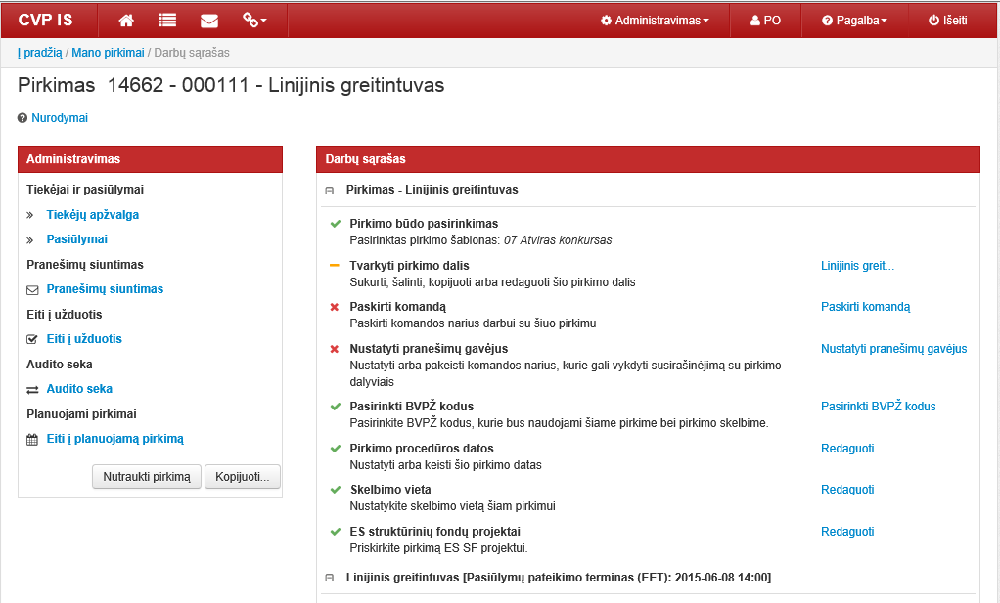 CVP IS
Administravimas
PO
Pagalba
Išeiti
Į pradžią / Mano pirkimai / Darbų sąrašas
Pirkimas 14662 - 000111 - Linijinis greitintuvas
Nurodymai
Administravimas
Tiekėjai ir pasiūlymai
Tiekėjų apžvalga
Pasiūlymai
Pranešimų siuntimas
Pranešimų siuntimas
Eiti į užduotis
Eiti į užduotis
Audito seka
Audito seka
Planuojami pirkimai
Eiti į planuojamą pirkimą
Nutraukti pirkimą
Kopijuoti...
Darbų sąrašas
Pirkimas - Linijinis greitintuvas
Pirkimo būdo pasirinkimas
Pasirinktas pirkimo šablonas: 07 Atviras konkursas
Tvarkyti pirkimo dalis
Linijinis greit...
Sukurti, šalinti, kopijuoti arba redaguoti šio pirkimo dalis
Paskirti komandą
Paskirti komandą
Paskirti komandos narius darbui su šiuo pirkimu
Nustatyti pranešimų gavėjus
Nustatyti pranešimų gavėjus
Nustatyti arba pakeisti komandos narius, kurie gali vykdyti susirašinėjimą su pirkimo
dalyviais
Pasirinkti BVPŽ kodus
Pasirinkti BVPŽ kodus
Pasirinkite BVPŽ kodus, kurie bus naudojami šiame pirkime bei pirkimo skelbime.
Pirkimo procedūros datos
Redaguoti
Nustatyti arba keisti šio pirkimo datas
Skelbimo vieta
Redaguoti
Nustatykite skelbimo vietą šiam pirkimui
ES struktūrinių fondų projektai
Redaguoti
Priskirkite pirkimą ES SF projektui.
Linijinis greitintuvas [Pasiūlymų pateikimo terminas (EET): 2015-06-08 14:00]